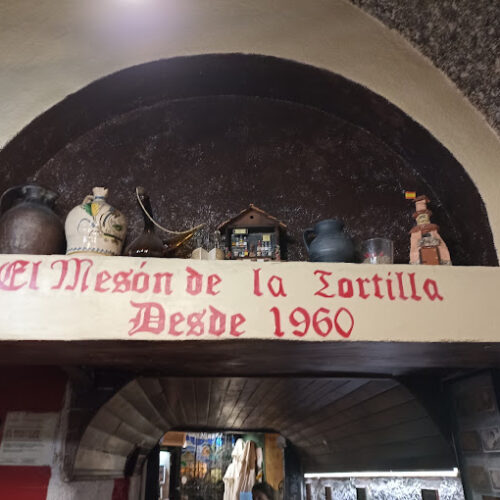 El Mesón de la Tortilla
Desde 1960